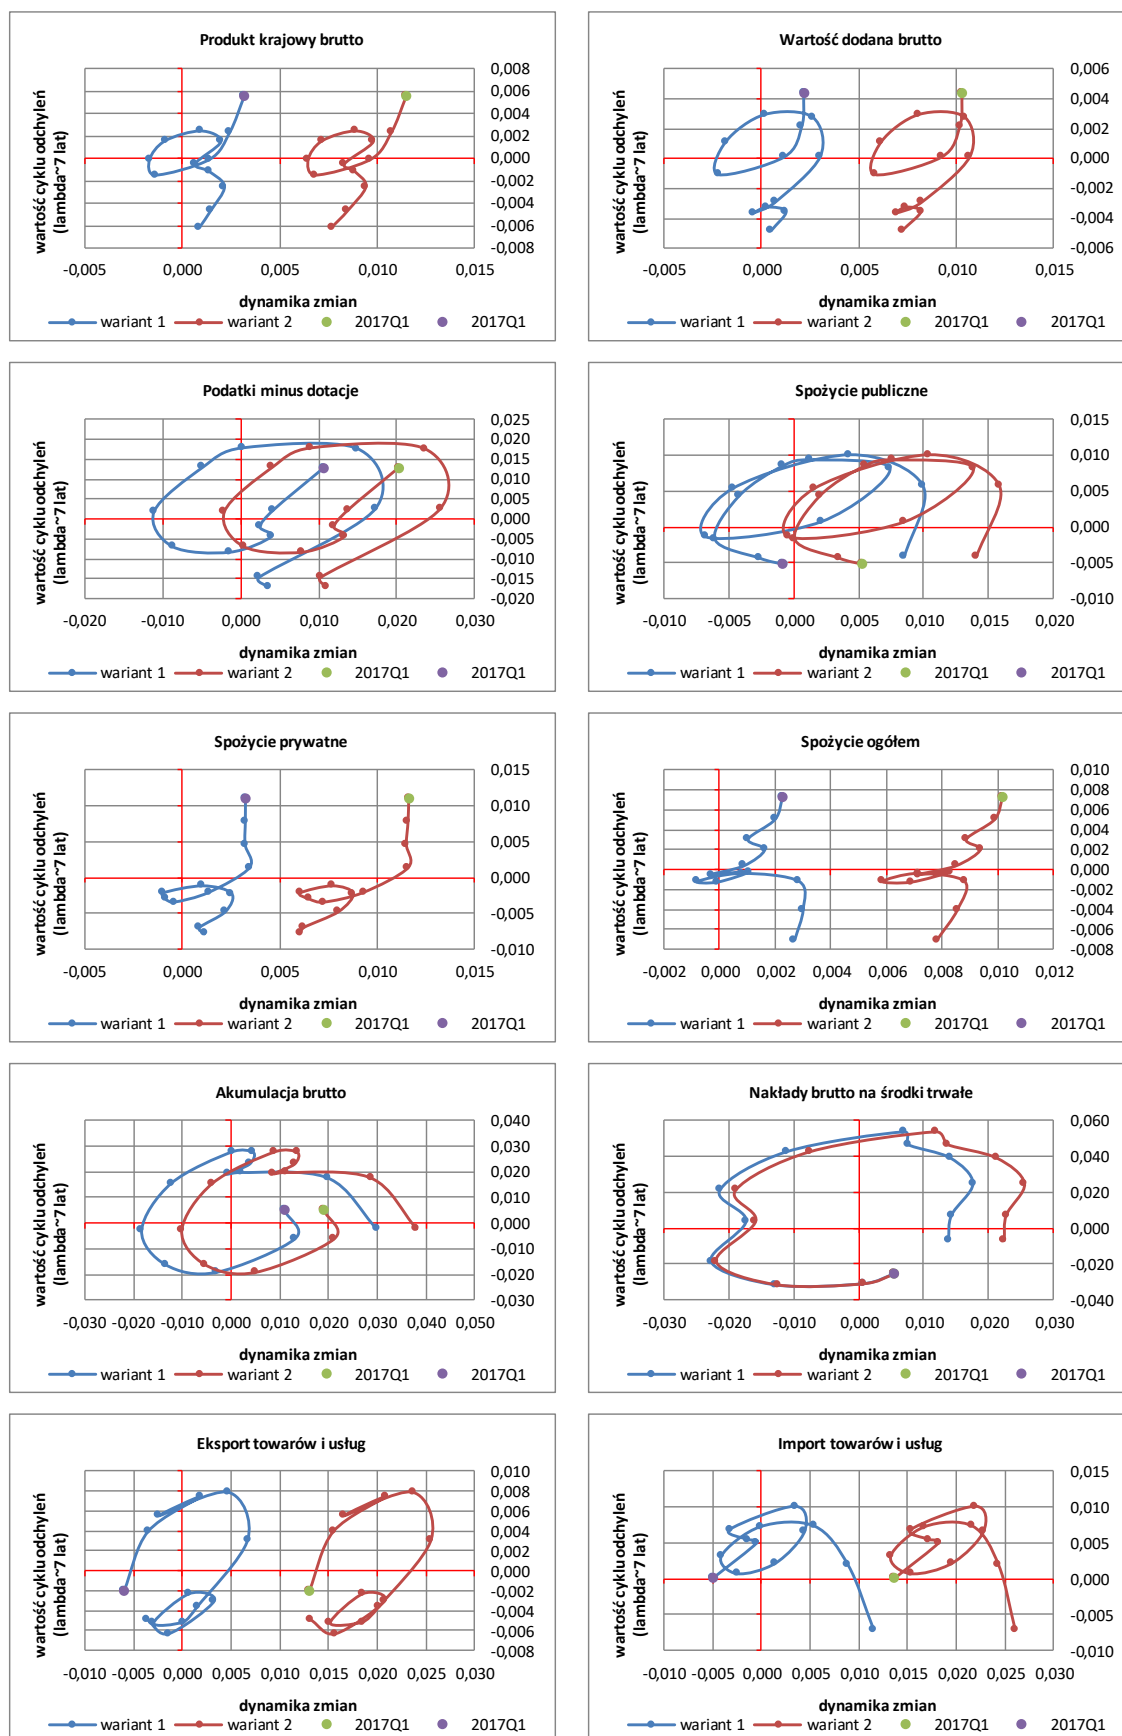 Produkt krajowy brutto
wartość cyklu odchyleń
(lambda~7 lat)
0,008
0,006
0,004
0,002
0,000
-0,002
-0,004
-0,006
-0,008
-0,005 0,000 0,005 0,010 0,015
dynamika zmian
wariant 1 wariant 2 2017Q1 2017Q1
Wartość dodana brutto
wartość cyklu odchyleń
(lambda~7 lat)
0,006
0,004
0,002
0,000
-0,002
-0,004
-0,006
-0,005 0,000 0,005 0,010 0,015
dynamika zmian
wariant 1 wariant 2 2017Q1 2017Q1
Podatki minus dotacje
wartość cyklu odchyleń
(lambda~7 lat)
0,025
0,020
0,015
0,010
0,005
0,000
-0,005
-0,010
-0,015
-0,020
-0,020 -0,010 0,000 0,010 0,020 0,030
dynamika zmian
wariant 1 wariant 2 2017Q1 2017Q1
Spożycie publiczne
wartość cyklu odchyleń
(lambda~7 lat)
0,015
0,010
0,005
0,000
-0,005
-0,010
-0,010 -0,005 0,000 0,005 0,010 0,015 0,020
dynamika zmian
wariant 1 wariant 2 2017Q1 2017Q1
Spożycie prywatne
wartość cyklu odchyleń
(lambda~7 lat)
0,015
0,010
0,005
0,000
-0,005
-0,010
-0,005 0,000 0,005 0,010 0,015
dynamika zmian
wariant 1 wariant 2 2017Q1 2017Q1
Spożycie ogółem
wartość cyklu odchyleń
(lambda~7 lat)
0,010
0,008
0,006
0,004
0,002
0,000
-0,002
-0,004
-0,006
-0,008
-0,002 0,000 0,002 0,004 0,006 0,008 0,010 0,012
dynamika zmian
wariant 1 wariant 2 2017Q1 2017Q1
Akumulacja brutto
wartość cyklu odchyleń
(lambda~7 lat)
0,040
0,030
0,020
0,010
0,000
-0,010
-0,020
-0,030
-0,030 -0,020 -0,010 0,000 0,010 0,020 0,030 0,040 0,050
dynamika zmian
wariant 1 wariant 2 2017Q1 2017Q1
Nakłady brutto na środki trwałe
wartość cyklu odchyleń
(lambda~7 lat)
0,060
0,040
0,020
0,000
-0,020
-0,040
-0,030 -0,020 -0,010 0,000 0,010 0,020 0,030
dynamika zmian
wariant 1 wariant 2 2017Q1 2017Q1
Eksport towarów i usług
wartość cyklu odchyleń
(lambda~7 lat)
0,010
0,008
0,006
0,004
0,002
0,000
-0,002
-0,004
-0,006
-0,008
-0,010 -0,005 0,000 0,005 0,010 0,015 0,020 0,025 0,030
dynamika zmian
wariant 1 wariant 2 2017Q1 2017Q1
Import towarów i usług
wartość cyklu odchyleń
(lambda~7 lat)
0,015
0,010
0,005
0,000
-0,005
-0,010
-0,010 -0,005 0,000 0,005 0,010 0,015 0,020 0,025 0,030
dynamika zmian
wariant 1 wariant 2 2017Q1 2017Q1